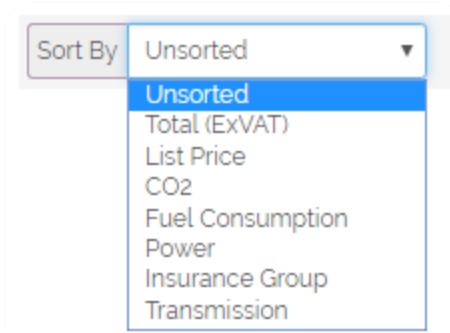 Sort By Unsorted
Unsorted
Total (ExVAT)
List Price
CO2
Fuel Consumption
Power
Insurance Group
Transmission